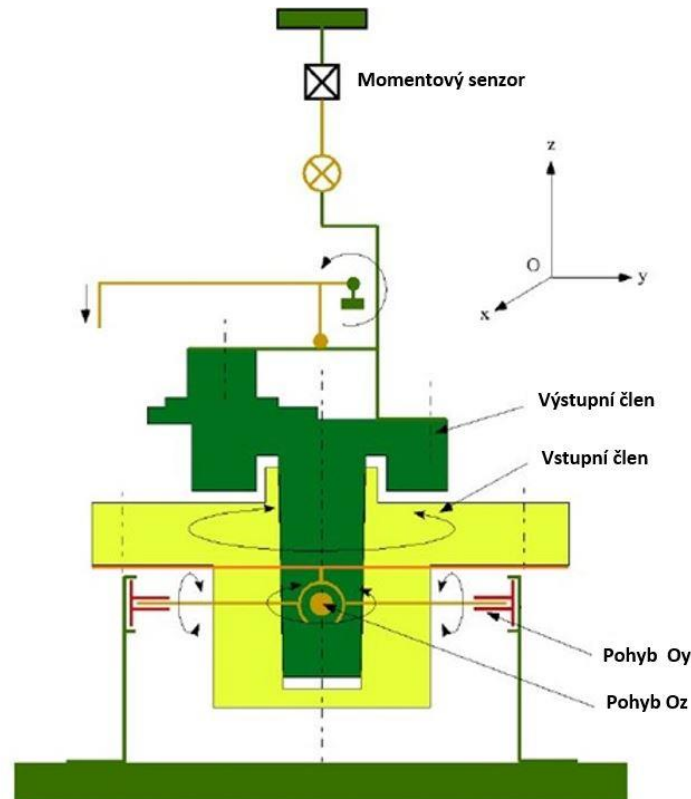 Momentový senzor
z
O
y
x
Výstupní člen
Vstupní člen
Pohyb Oy
Pohyb Oz